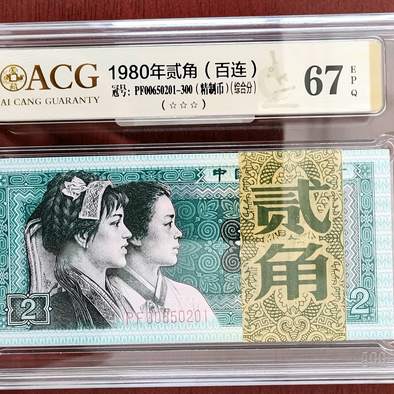 ACG
AI CANG GUARANTY
1980年贰角（百连）
冠号：PF00650201-300（精制币）（综合分）
（☆☆☆）
67
EPQ
中国
贰角
2
PF00650201
2